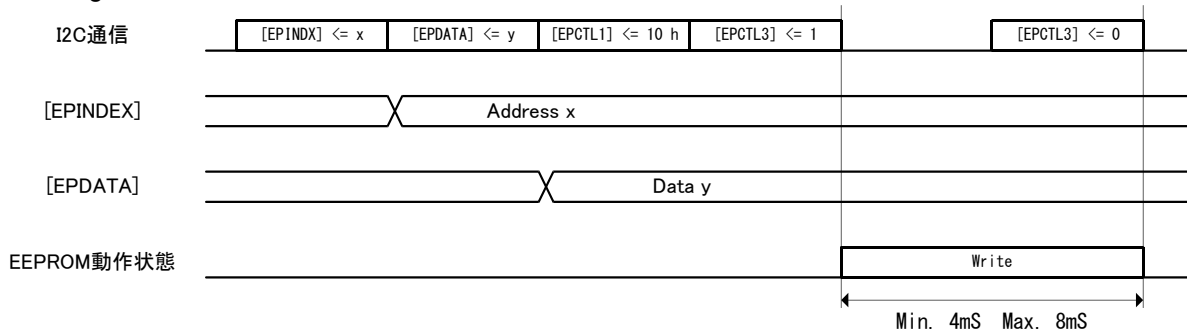 I2C通信 [EPINDX] <= x [EPDATA] <= y [EPCTL1] <= 10 h [EPCTL3] <= 1 [EPCTL3] <= 0
[EPINDEX] Address x
[EPDATA] Data y
EEPROM動作状態 Write
Min. 4mS Max. 8mS